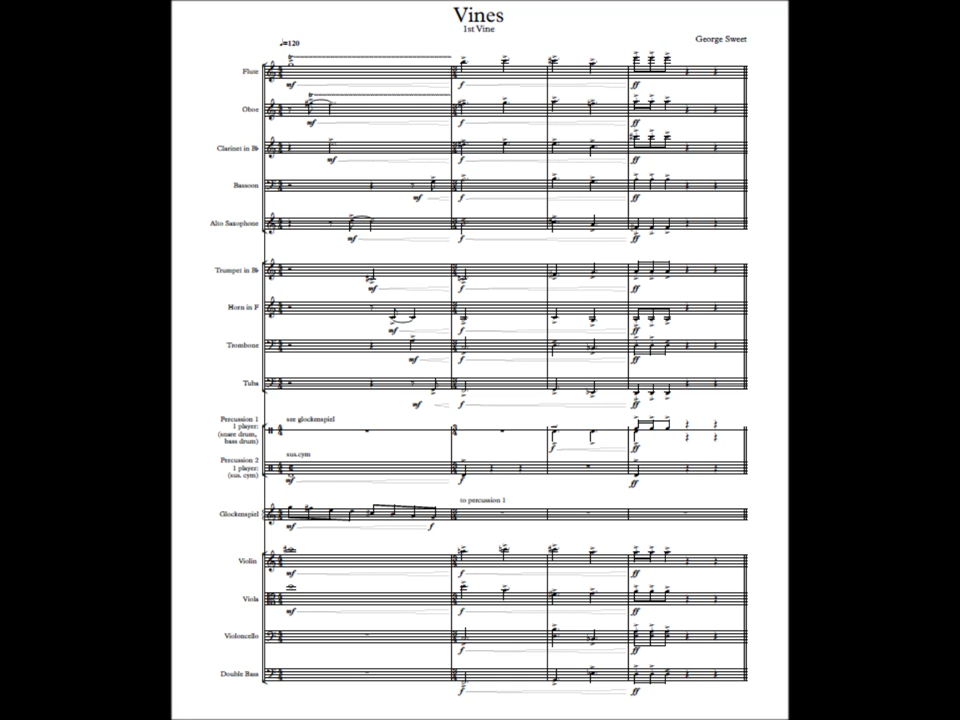 Vines
1st Vine
♩=120
George Sweet
Flute
mf
f
ff
Oboe
mf
f
ff
Clarinet in B♭
mf
f
ff
Bassoon
mf
f
ff
Alto Saxophone
mf
f
ff
Trumpet in B♭
mf
f
ff
Horn in F
mf
f
ff
Trombone
mf
f
ff
Tuba
mf
f
ff
Percussion 1
1 player:
(snare drum,
bass drum)
see glockenspiel
f
ff
Percussion 2
1 player:
(sus. cym)
sus.cym
mf
f
ff
Glockenspiel
to percussion 1
mf
f
Violin
mf
f
ff
Viola
mf
f
ff
Violoncello
f
ff
Double Bass
f
ff